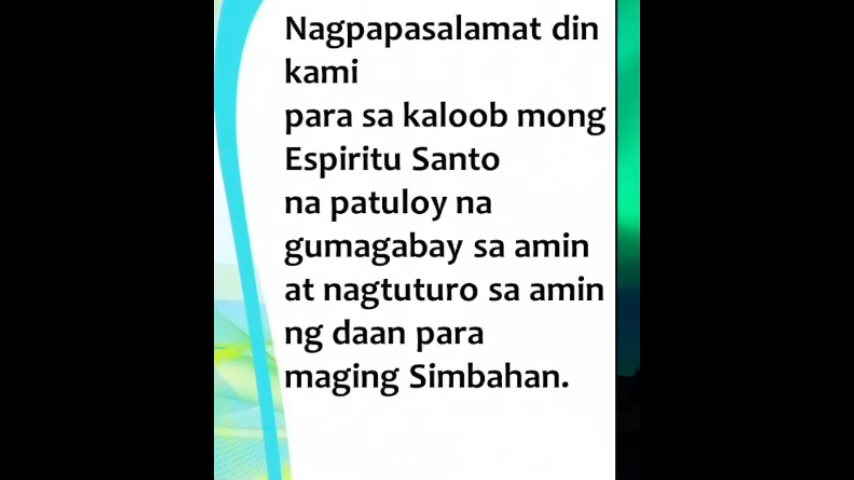 Nagpapasalamat din
kami
para sa kaloob mong
Espiritu Santo
na patuloy na
gumagabay sa amin
at nagtuturo sa amin
ng daan para
maging Simbahan.